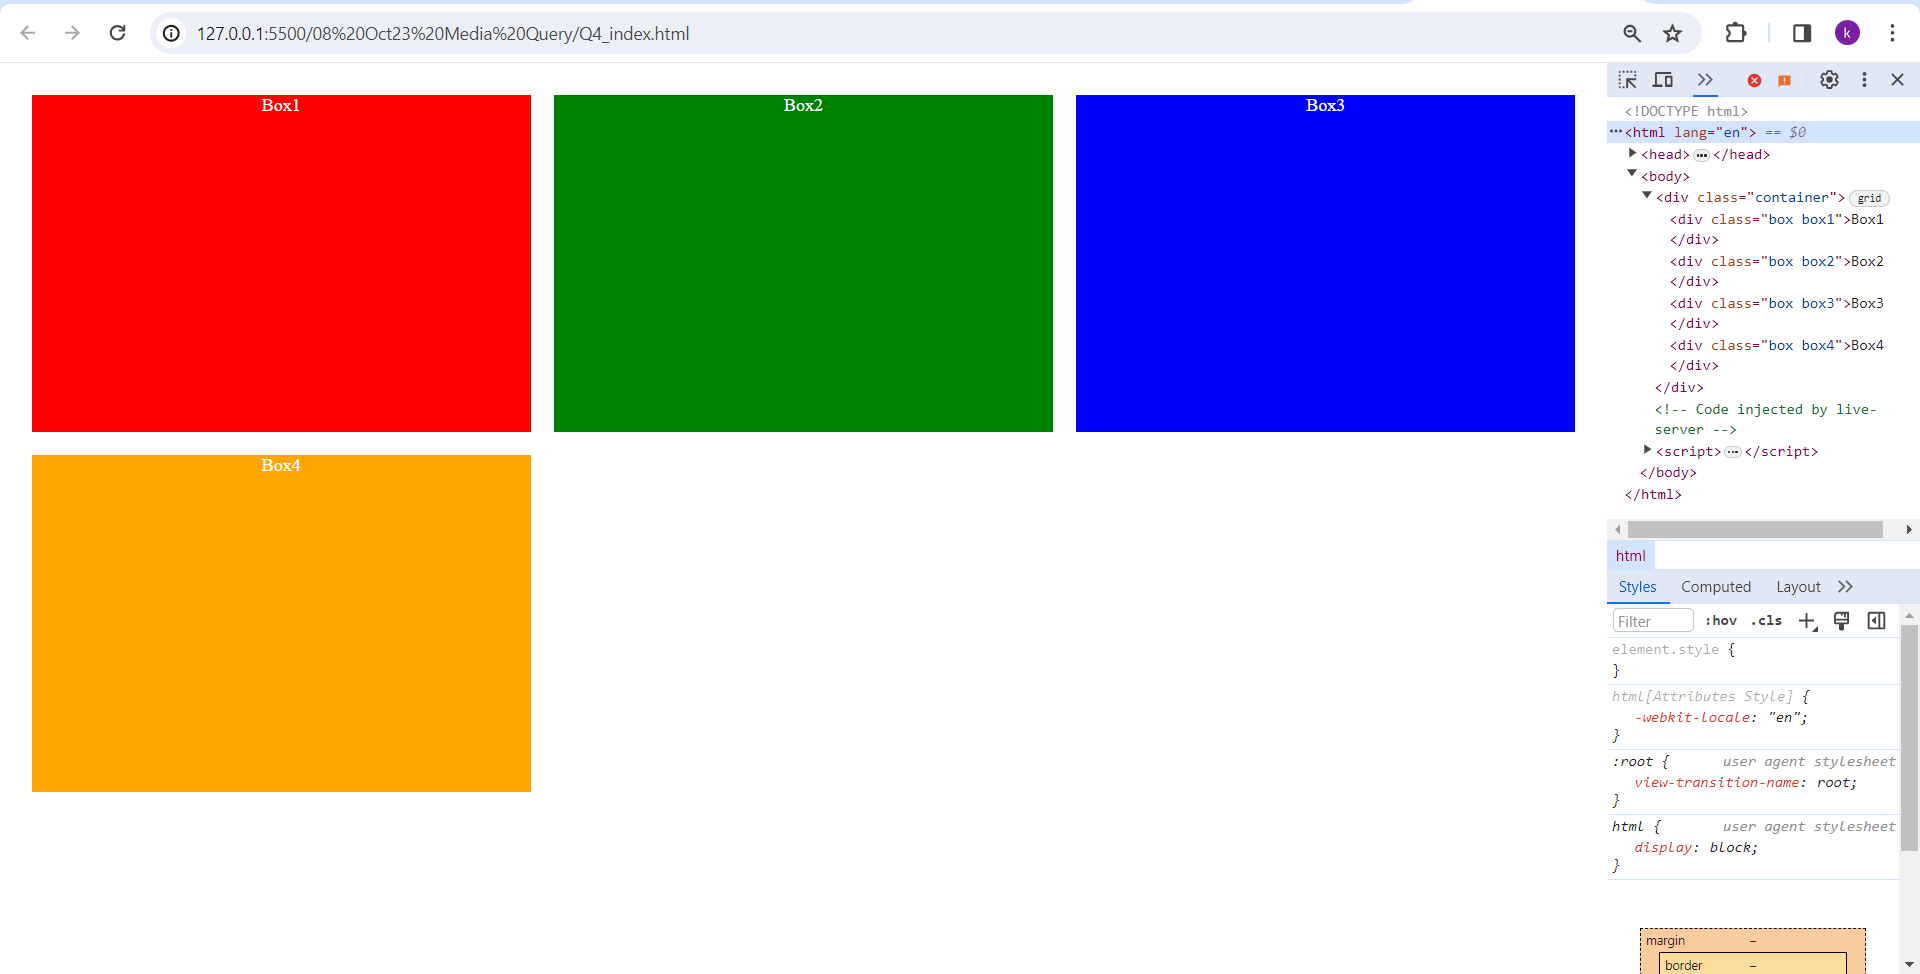 127.0.0.1:5500/08%20Oct23%20Media%20Query/Q4_index.html
k
Box1
Box2
Box3
Box4
<!DOCTYPE html>
<html lang="en"> == $0
<head> ••• </head>
<body>
<div class="container"> grid
<div class="box box1">Box1
</div>
<div class="box box2">Box2
</div>
<div class="box box3">Box3
</div>
<div class="box box4">Box4
</div>
</div>
<!-- Code injected by live-
server -->
<script> ••• </script>
</body>
</html>
html
Styles Computed Layout
Filter :hov .cls
element.style {
}
html[Attributes Style] {
-webkit-locale: "en";
}
:root { user agent stylesheet
view-transition-name: root;
}
html { user agent stylesheet
display: block;
}
margin –
border –